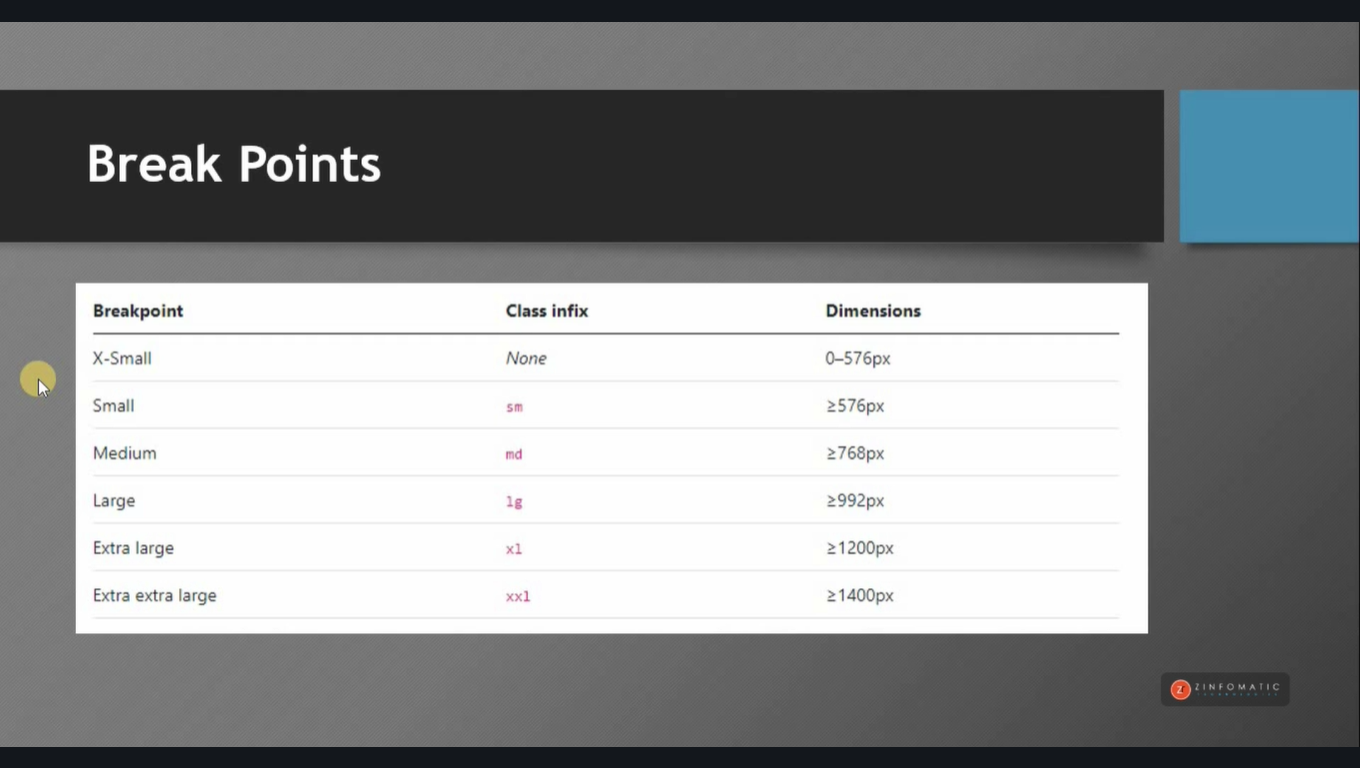 Break Points
Breakpoint Class infix Dimensions
X-Small None 0–576px
Small sm ≥576px
Medium md ≥768px
Large lg ≥992px
Extra large xl ≥1200px
Extra extra large xxl ≥1400px
Z ZINFOMATIC